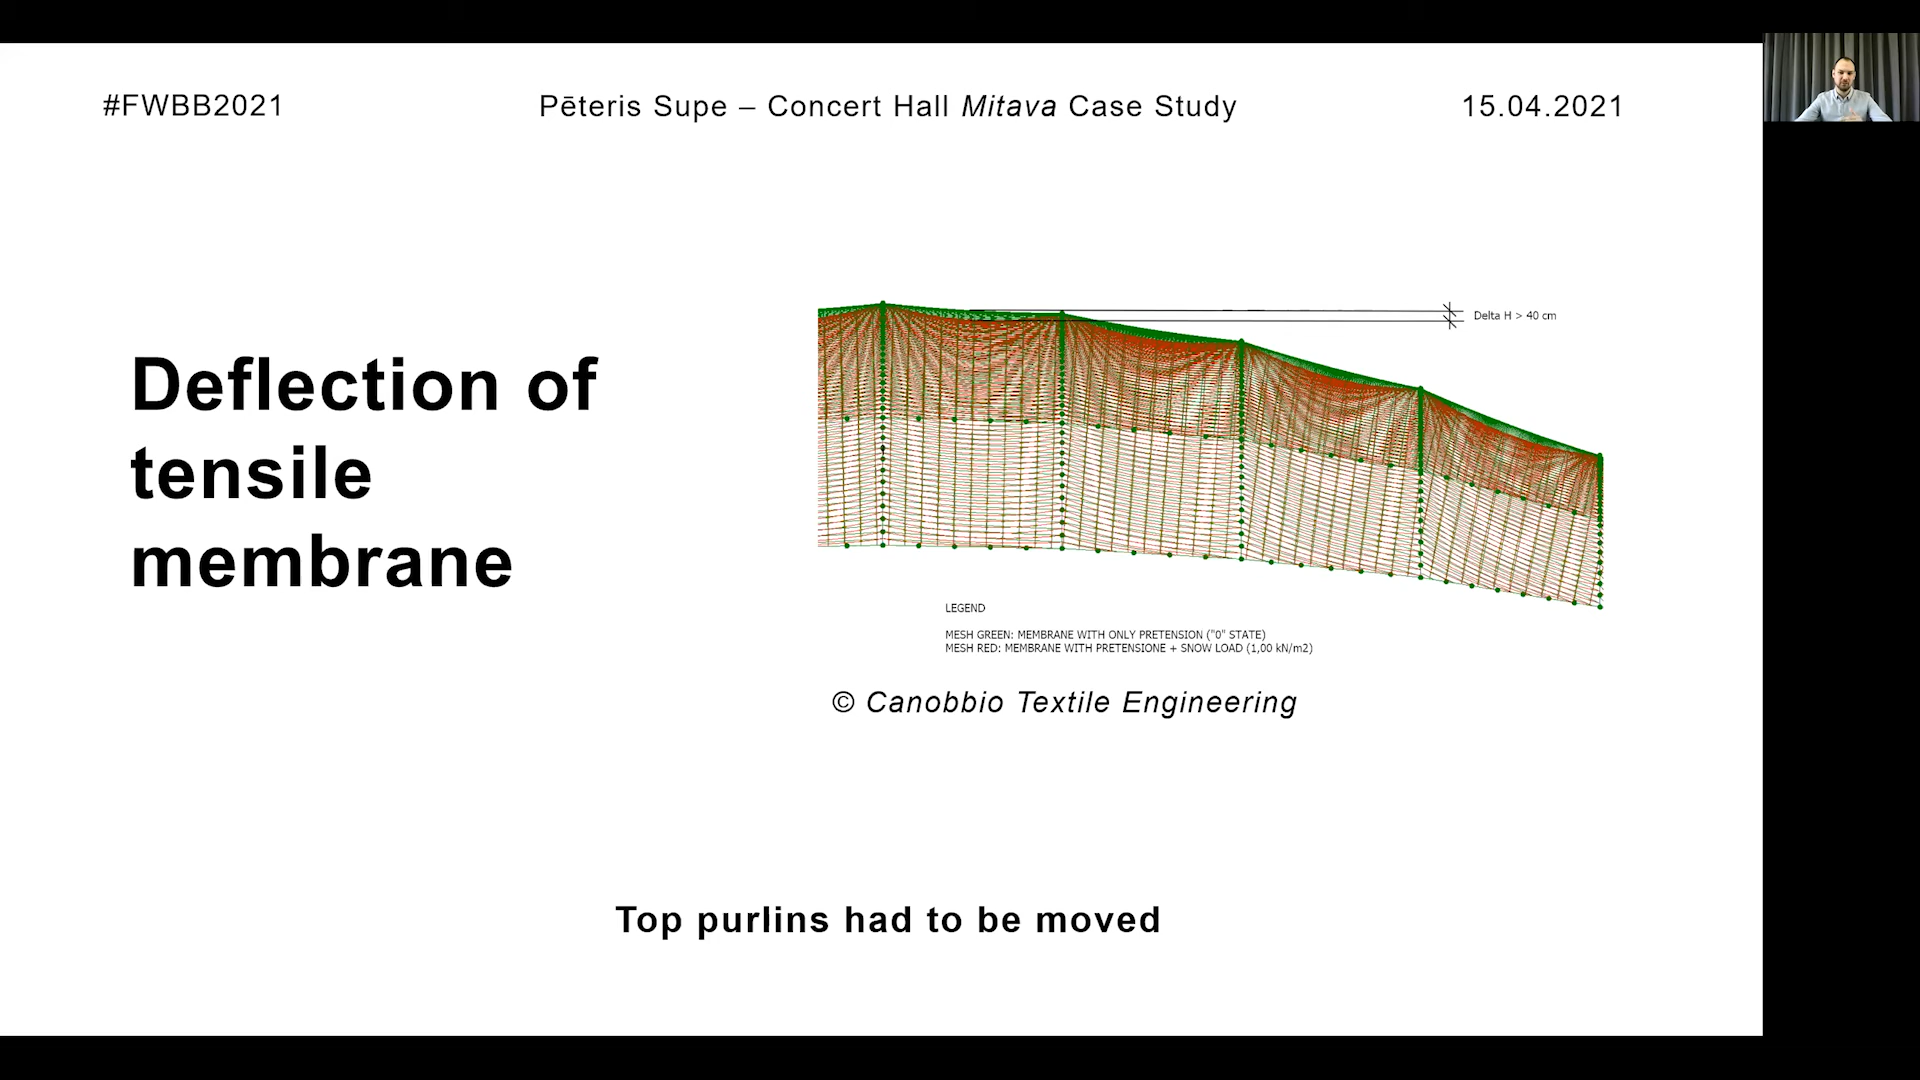 #FWBB2021
Pēteris Supe – Concert Hall Mitava Case Study
15.04.2021
Deflection of
tensile
membrane
Delta H > 40 cm
LEGEND
MESH GREEN: MEMBRANE WITH ONLY PRETENSION ("0" STATE)
MESH RED: MEMBRANE WITH PRETENSIONE + SNOW LOAD (1,00 kN/m2)
© Canobbio Textile Engineering
Top purlins had to be moved